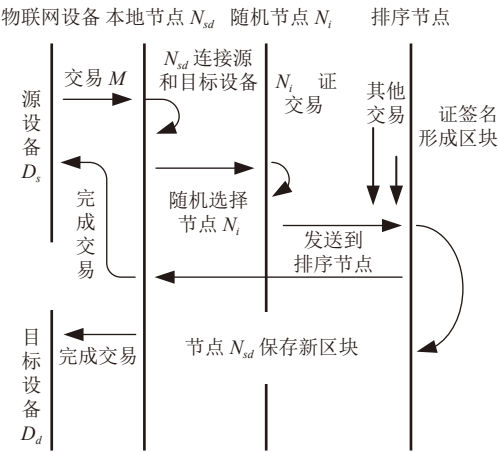 物联网设备 本地节点 Nsd 随机节点 Ni 排序节点
交易 M
Nsd 连接源
和目标设备
Ni 证
交易
其他
交易
证签名
形成区块
源设备 Ds
完成交易
随机选择
节点 Ni
发送到
排序节点
目标设备 Dd
完成交易
节点 Nsd 保存新区块